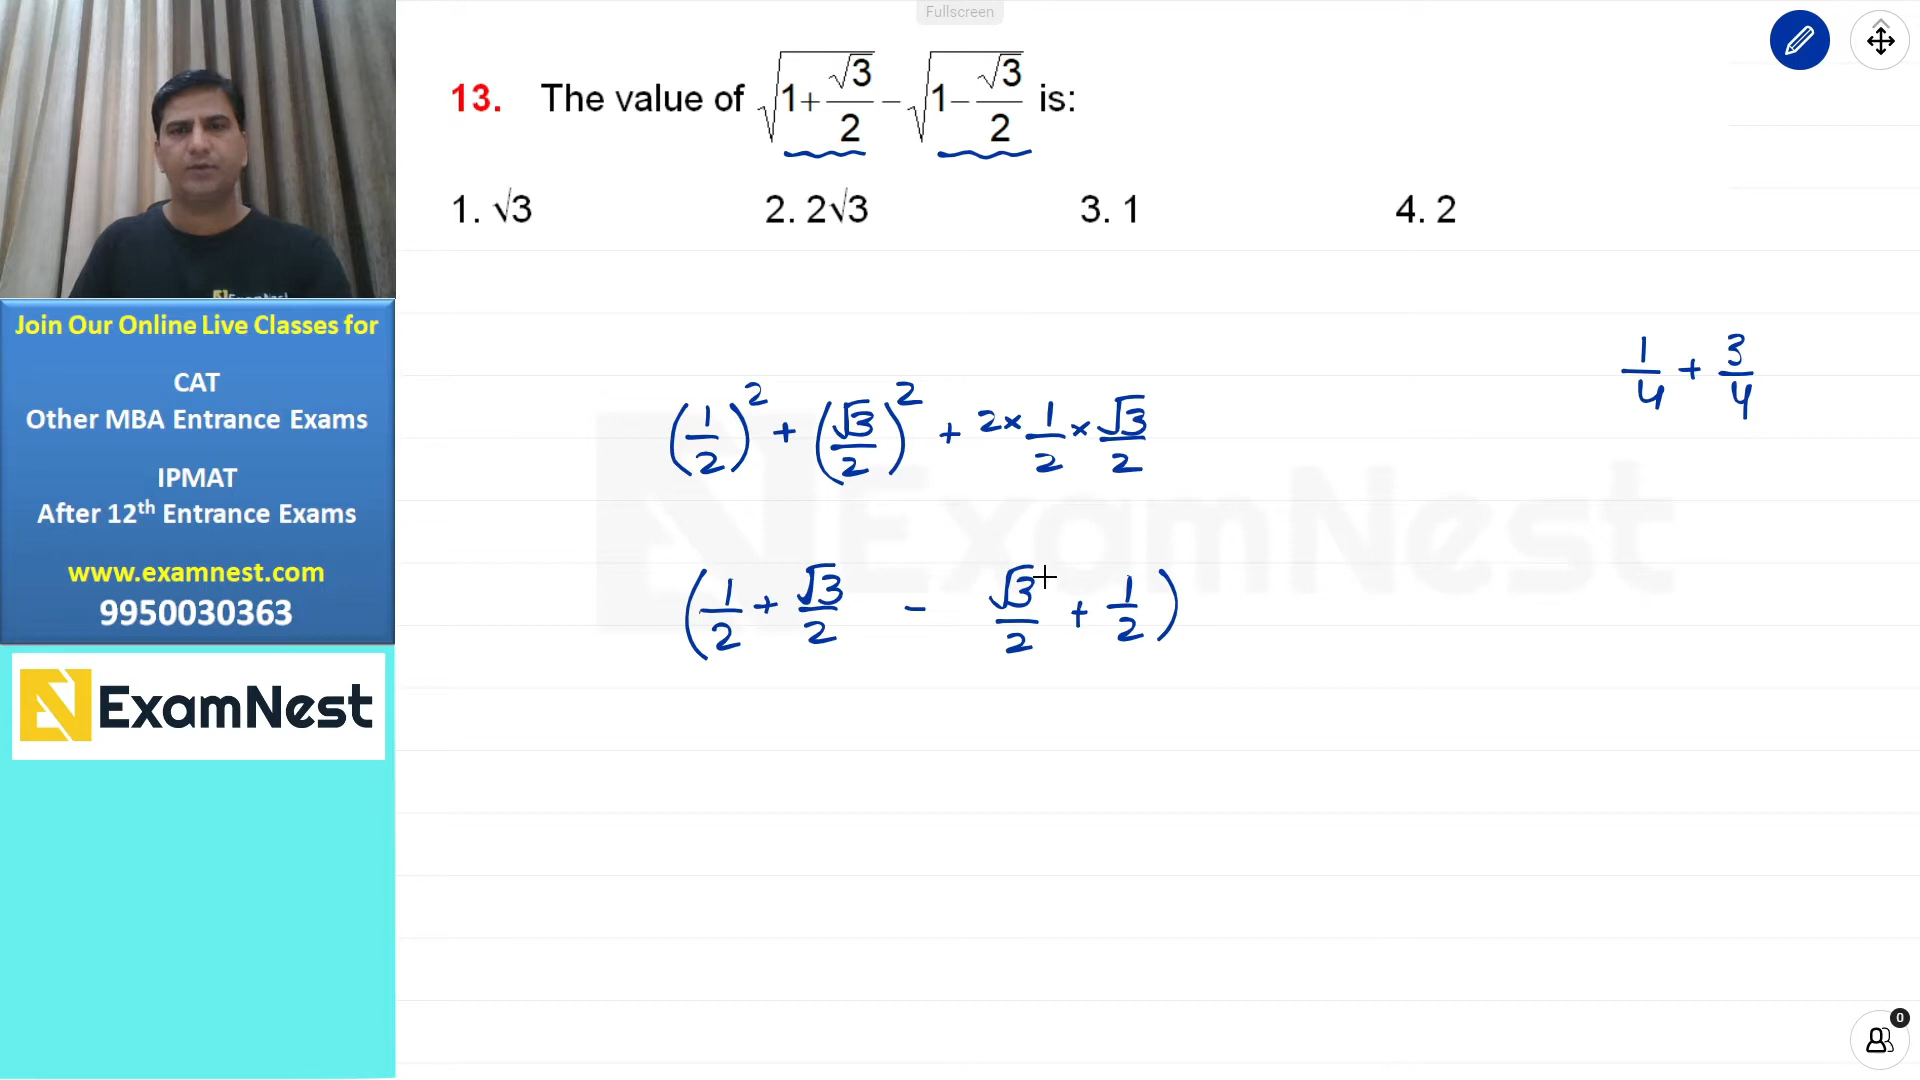 Fullscreen
13. The value of √(1+√3/2) − √(1−√3/2) is:
1. √3 2. 2√3 3. 1 4. 2
Join Our Online Live Classes for
CAT
Other MBA Entrance Exams
IPMAT
After 12th Entrance Exams
www.examnest.com
9950030363
ExamNest
1/4 + 3/4
(1/2)² + (√3/2)² + 2 × 1/2 × √3/2
(1/2 + √3/2 − √3/2 + 1/2)
ExamNest
0